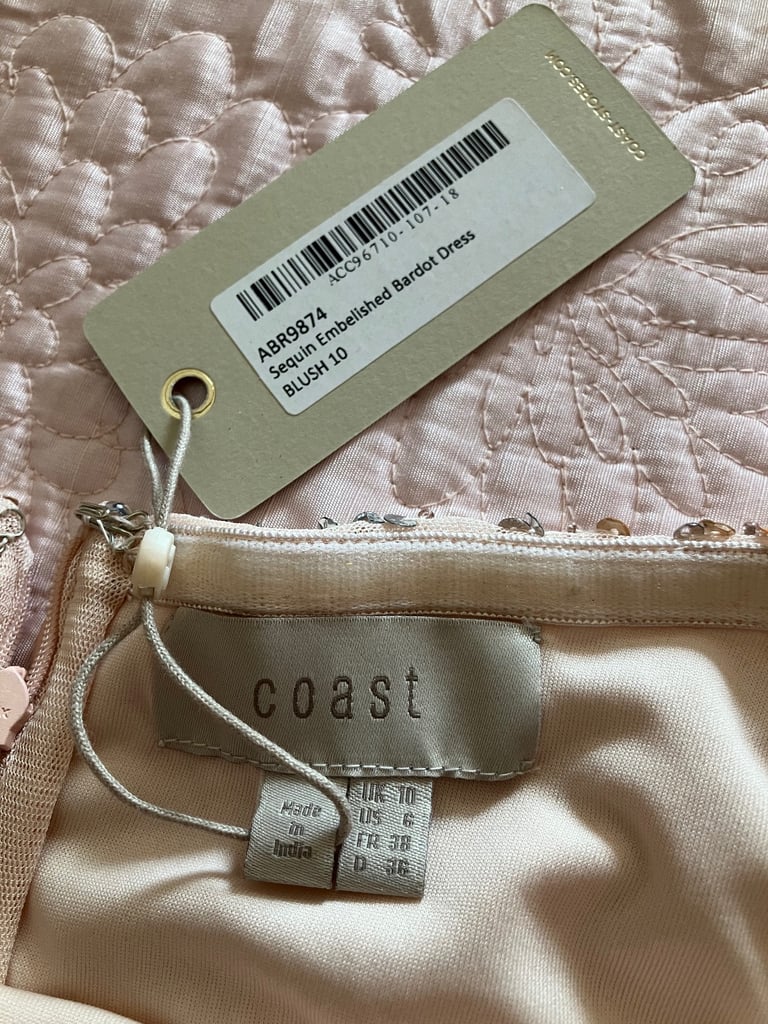 COAST-STORES.COM
ACC96710-107-18
ABR9874
Sequin Embelished Bardot Dress
BLUSH 10
coast
Made
in
India
UK 10
US 6
FR 38
D 36